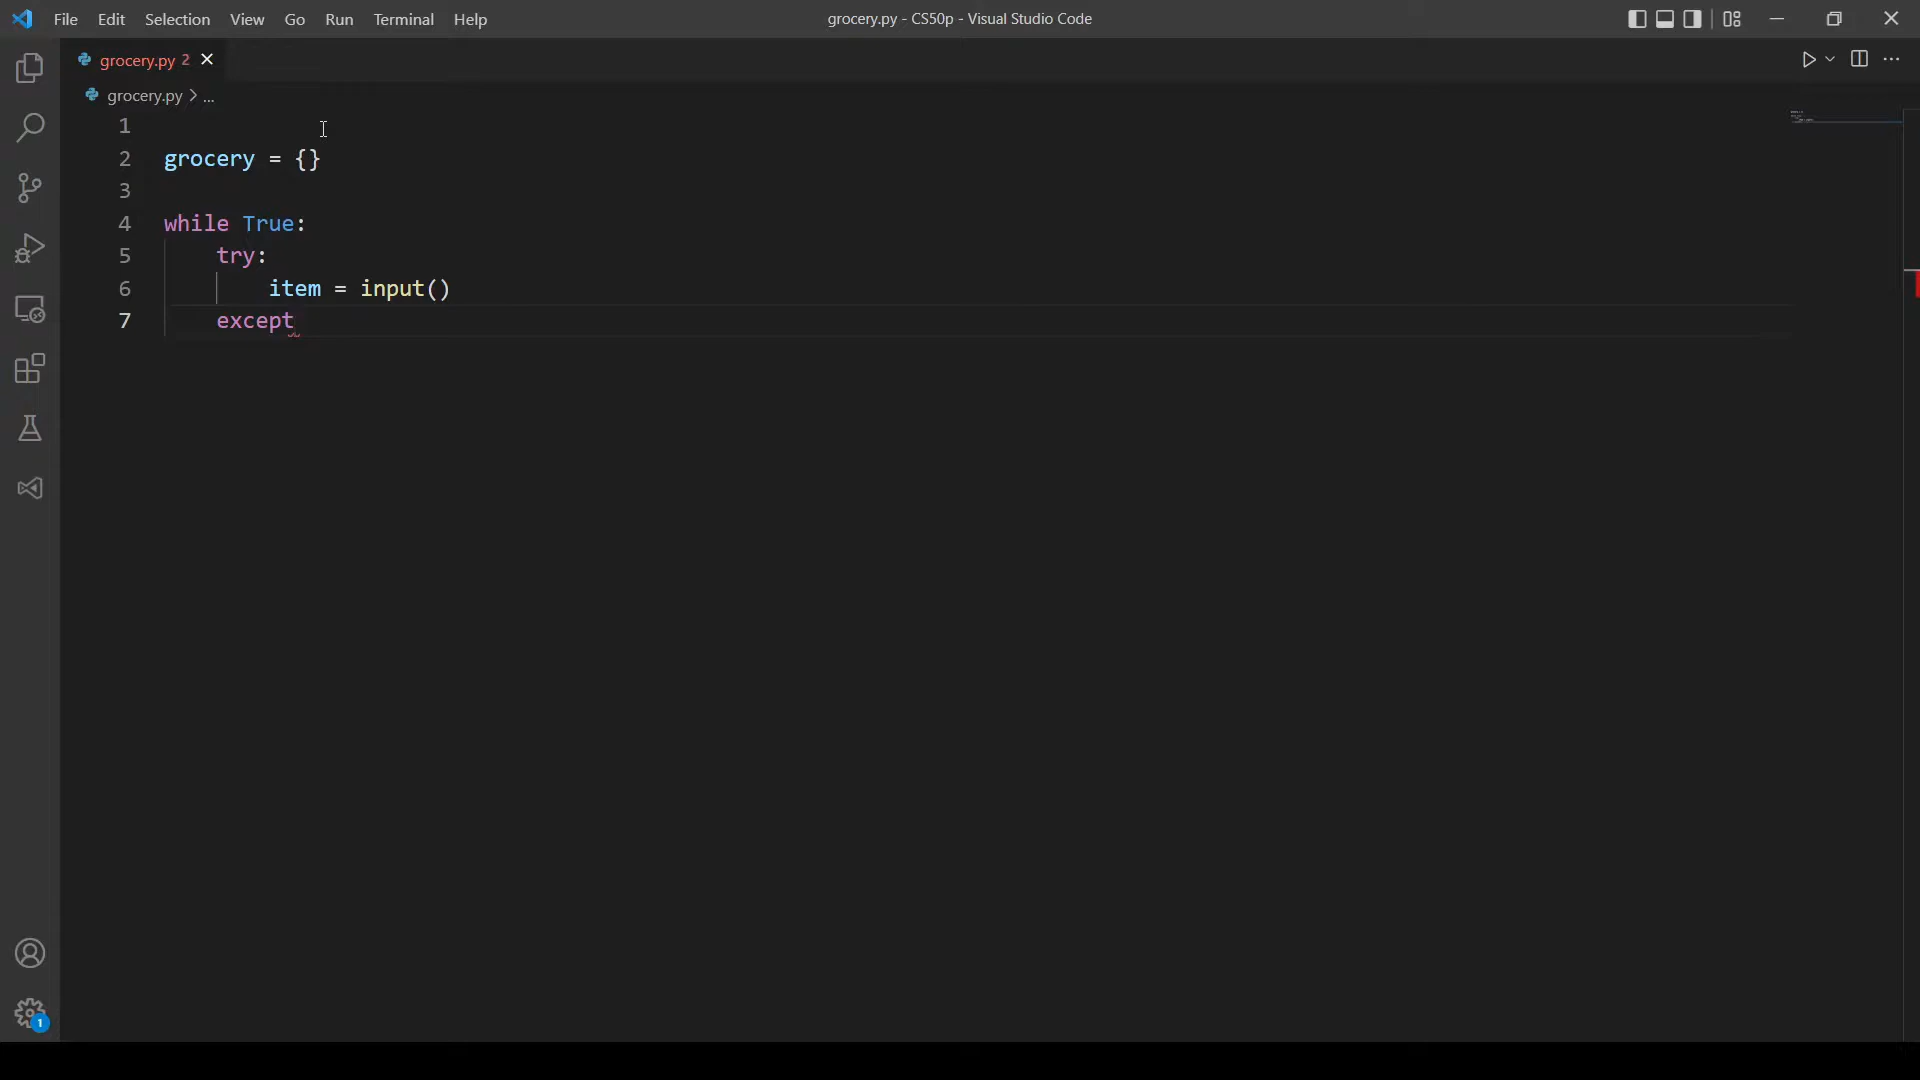 File Edit Selection View Go Run Terminal Help grocery.py - CS50p - Visual Studio Code
grocery.py 2
grocery.py > ...
1
2 grocery = {}
3
4 while True:
5     try:
6         item = input()
7     except
1